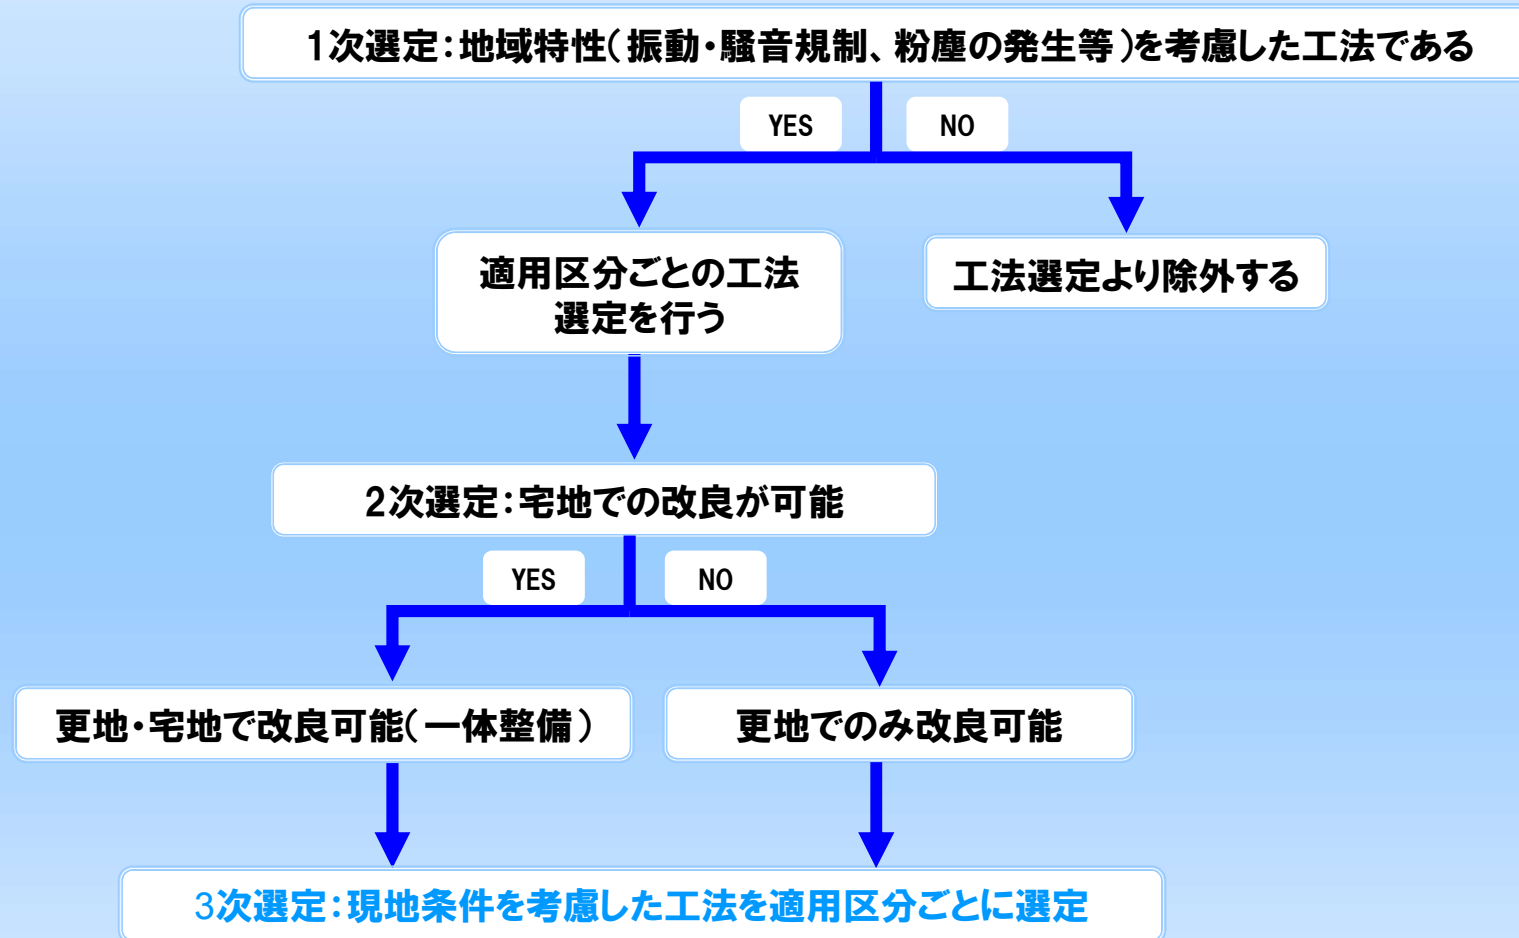 1次選定：地域特性（振動・騒音規制、粉塵の発生等）を考慮した工法である
YES
NO
適用区分ごとの工法
選定を行う
工法選定より除外する
2次選定：宅地での改良が可能
YES
NO
更地・宅地で改良可能（一体整備）
更地でのみ改良可能
3次選定：現地条件を考慮した工法を適用区分ごとに選定